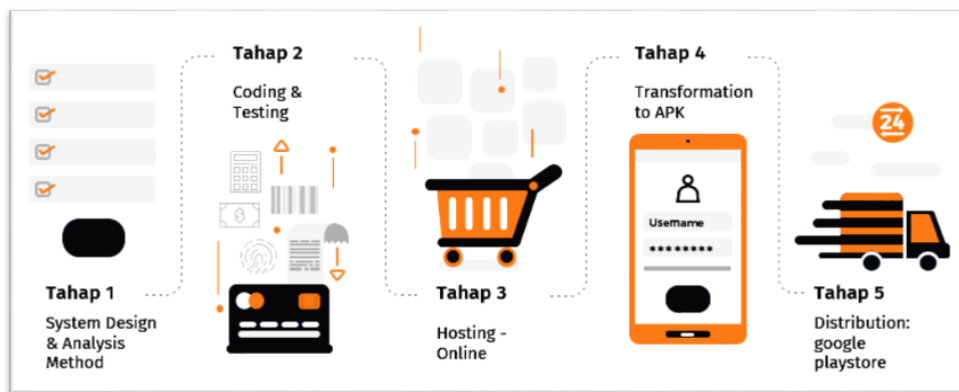 Tahap 1
System Design
& Analysis
Method
Tahap 2
Coding &
Testing
$
Tahap 3
Hosting -
Online
Tahap 4
Transformation
to APK
Username
********
24
Tahap 5
Distribution:
google
playstore